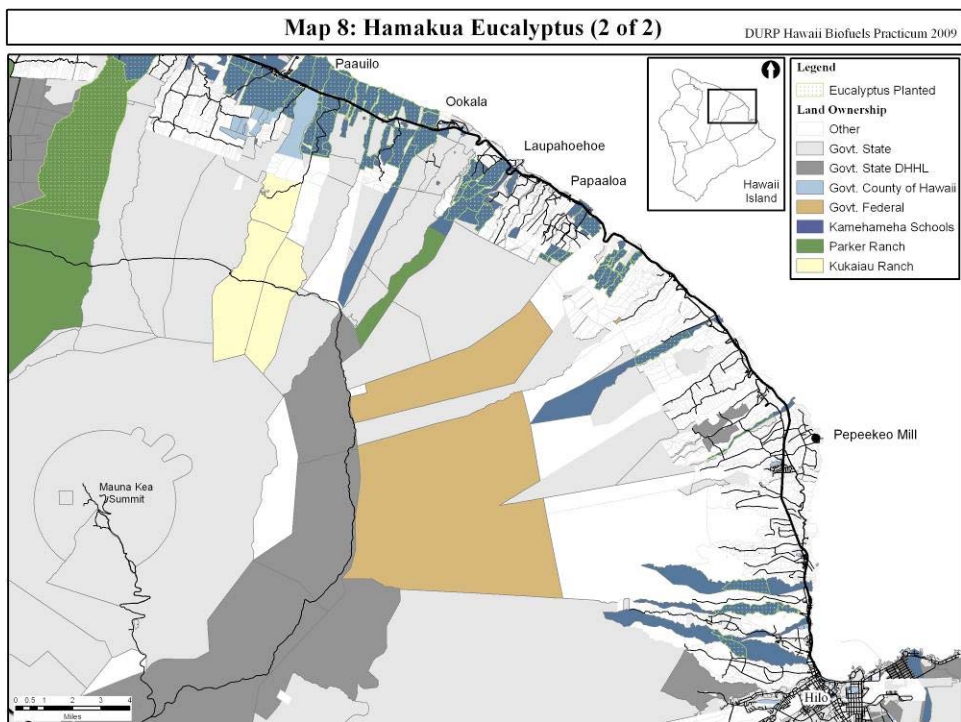 Map 8: Hamakua Eucalyptus (2 of 2)
DURP Hawaii Biofuels Practicum 2009
Paauilo
Ookala
Laupahoehoe
Papaaloa
Hawaii
Island
Legend
Eucalyptus Planted
Land Ownership
Other
Govt. State
Govt. State DHHL
Govt. County of Hawaii
Govt. Federal
Kamehameha Schools
Parker Ranch
Kukaiau Ranch
Pepeekeo Mill
Mauna Kea
Summit
Hilo
0 0.5 1 2 3 4
Miles